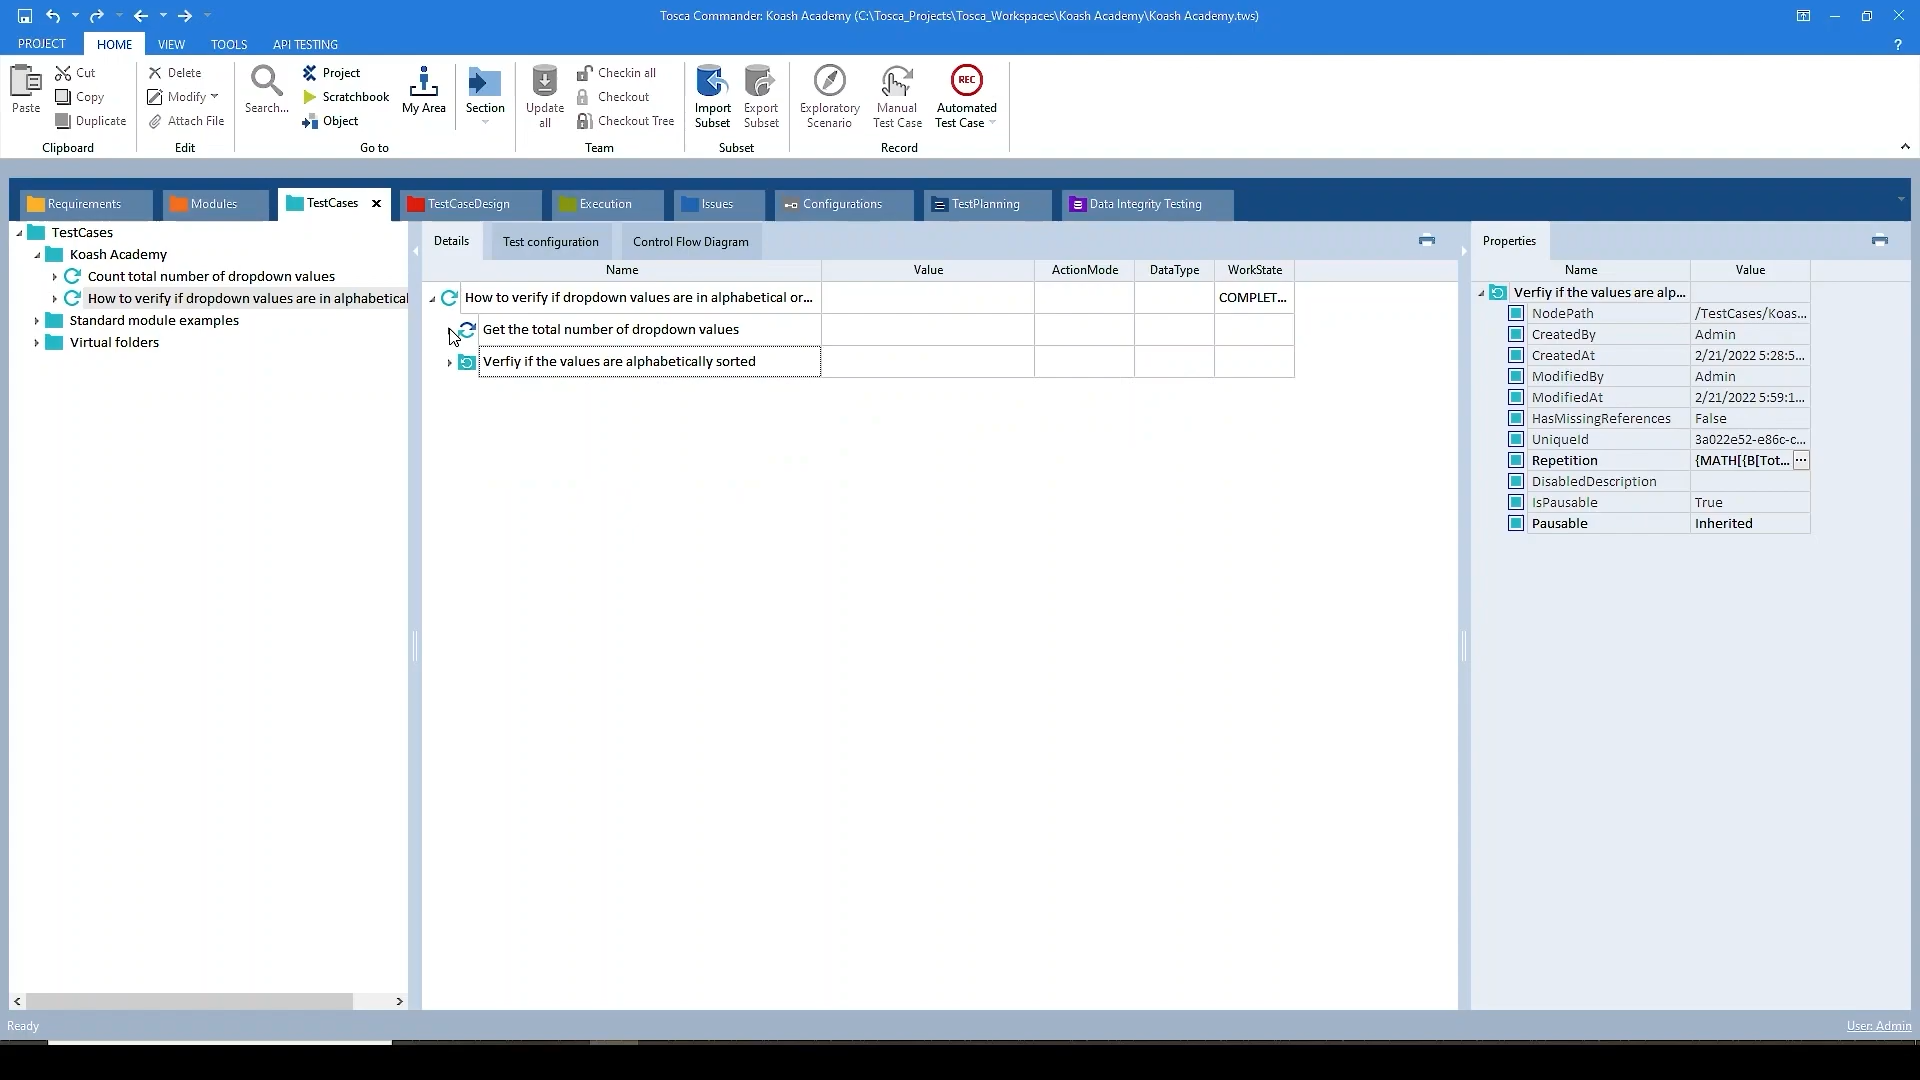 Tosca Commander: Koash Academy (C:\Tosca_Projects\Tosca_Workspaces\Koash Academy\Koash Academy.tws)
PROJECT HOME VIEW TOOLS API TESTING ?
Paste
Cut
Copy
Duplicate
Clipboard
Delete
Modify
Attach File
Edit
Search...
Project
Scratchbook
Object
My Area
Section
Go to
Update all
Checkin all
Checkout
Checkout Tree
Team
Import Subset
Export Subset
Subset
Exploratory Scenario
Manual Test Case
REC
Automated Test Case
Record
Requirements Modules TestCases TestCaseDesign Execution Issues Configurations TestPlanning Data Integrity Testing
TestCases
Koash Academy
Count total number of dropdown values
How to verify if dropdown values are in alphabetical
Standard module examples
Virtual folders
Details Test configuration Control Flow Diagram
Name Value ActionMode DataType WorkState
How to verify if dropdown values are in alphabetical or... COMPLET...
Get the total number of dropdown values
Verfiy if the values are alphabetically sorted
Properties
Name Value
Verfiy if the values are alp...
NodePath /TestCases/Koas...
CreatedBy Admin
CreatedAt 2/21/2022 5:28:5...
ModifiedBy Admin
ModifiedAt 2/21/2022 5:59:1...
HasMissingReferences False
UniqueId 3a022e52-e86c-c...
Repetition {MATH[{B[Tot... ...
DisabledDescription
IsPausable True
Pausable Inherited
Ready
User: Admin